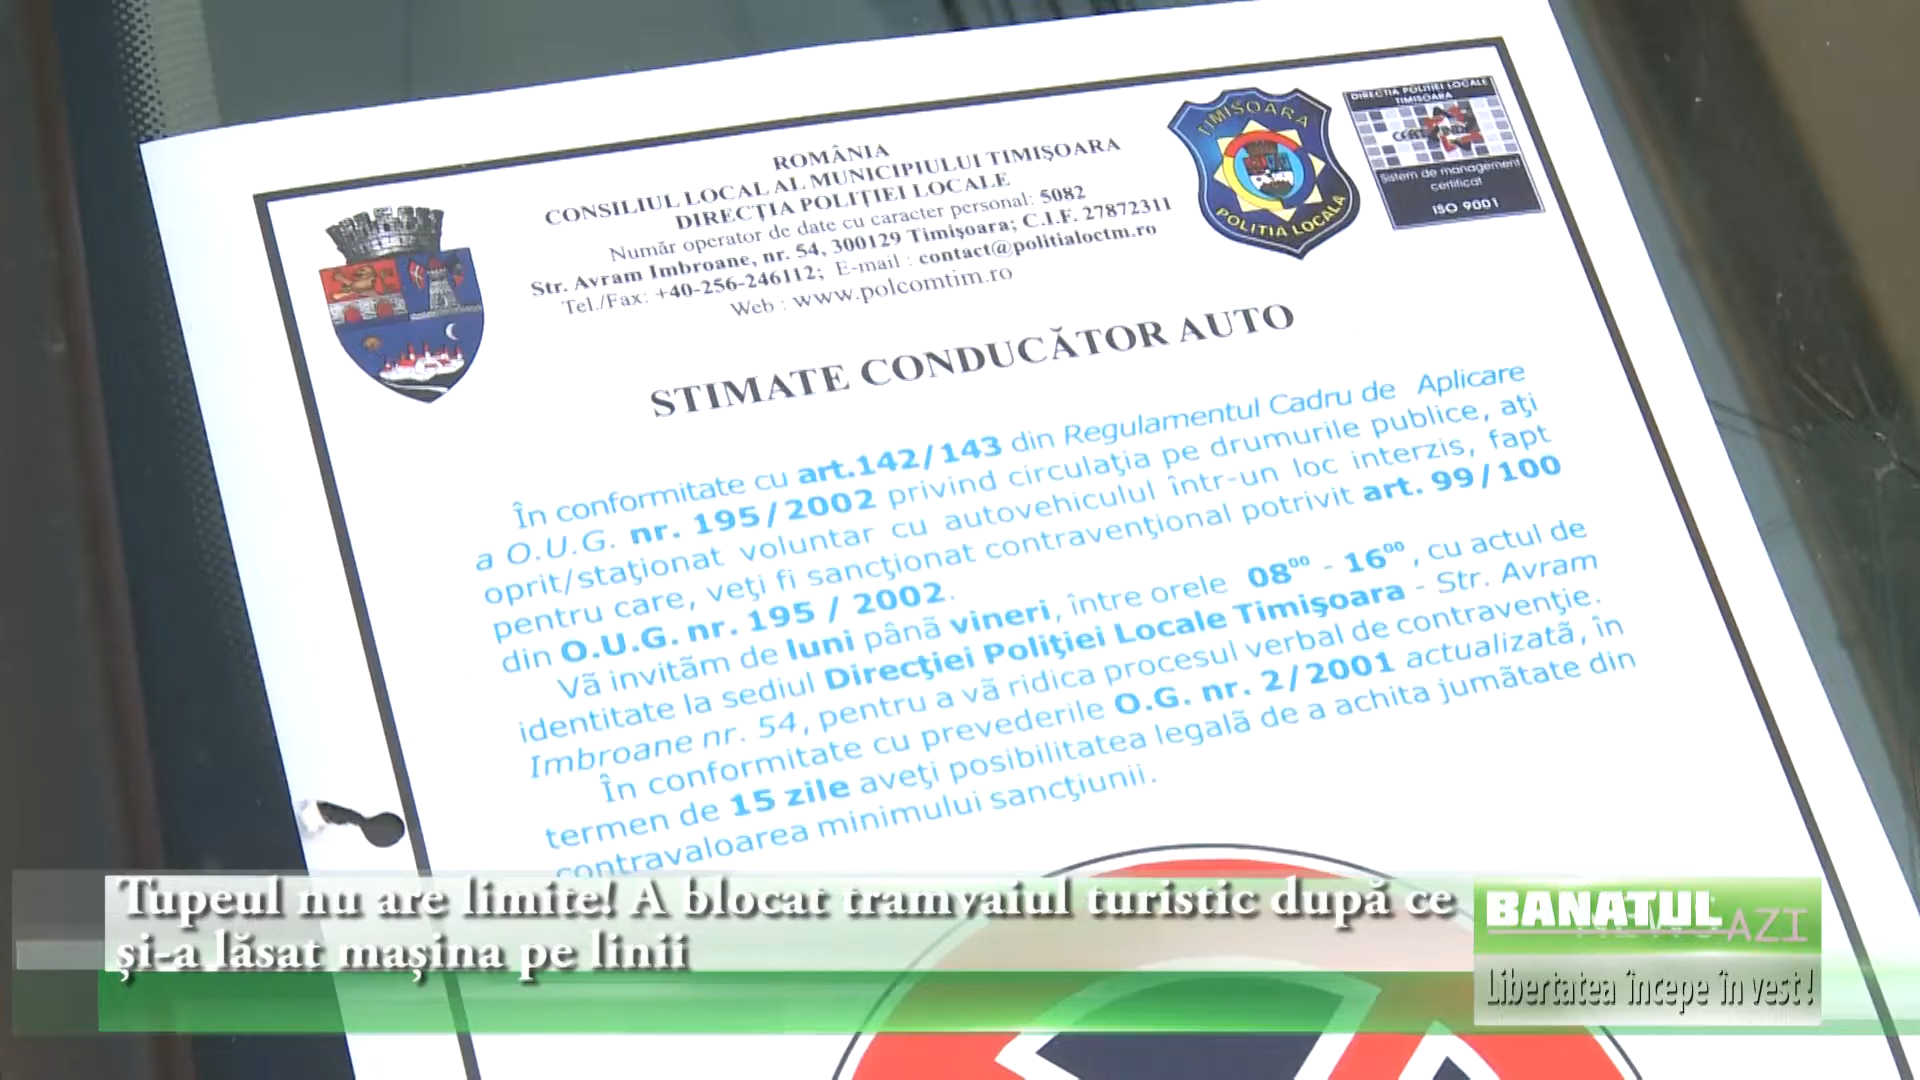 ROMÂNIA
CONSILIUL LOCAL AL MUNICIPIULUI TIMIŞOARA
DIRECŢIA POLIŢIEI LOCALE
Număr operator de date cu caracter personal: 5082
Str. Avram Imbroane, nr. 54, 300129 Timişoara; C.I.F. 27872311
Tel./Fax: +40-256-246112; E-mail : contact@politialoctm.ro
Web : www.polcomtim.ro
TIMIŞOARA
POLIŢIA LOCALĂ
DIRECŢIA POLIŢIEI LOCALE
TIMIŞOARA
Sistem de management
certificat
ISO 9001
STIMATE CONDUCĂTOR AUTO
În conformitate cu art.142/143 din Regulamentul Cadru de Aplicare
a O.U.G. nr. 195/2002 privind circulaţia pe drumurile publice, aţi
oprit/staţionat voluntar cu autovehiculul într-un loc interzis, fapt
pentru care, veţi fi sancţionat contravenţional potrivit art. 99/100
din O.U.G. nr. 195 / 2002.
Vã invitãm de luni pânã vineri, între orele 08⁰⁰ - 16⁰⁰, cu actul de
identitate la sediul Direcţiei Poliţiei Locale Timişoara - Str. Avram
Imbroane nr. 54, pentru a vã ridica procesul verbal de contravenţie.
În conformitate cu prevederile O.G. nr. 2/2001 actualizatã, în
termen de 15 zile aveţi posibilitatea legalã de a achita jumãtate din
contravaloarea minimului sancţiunii.
Tupeul nu are limite! A blocat tramvaiul turistic după ce
şi-a lăsat maşina pe linii
BANATUL
AZI
Libertatea începe în vest!